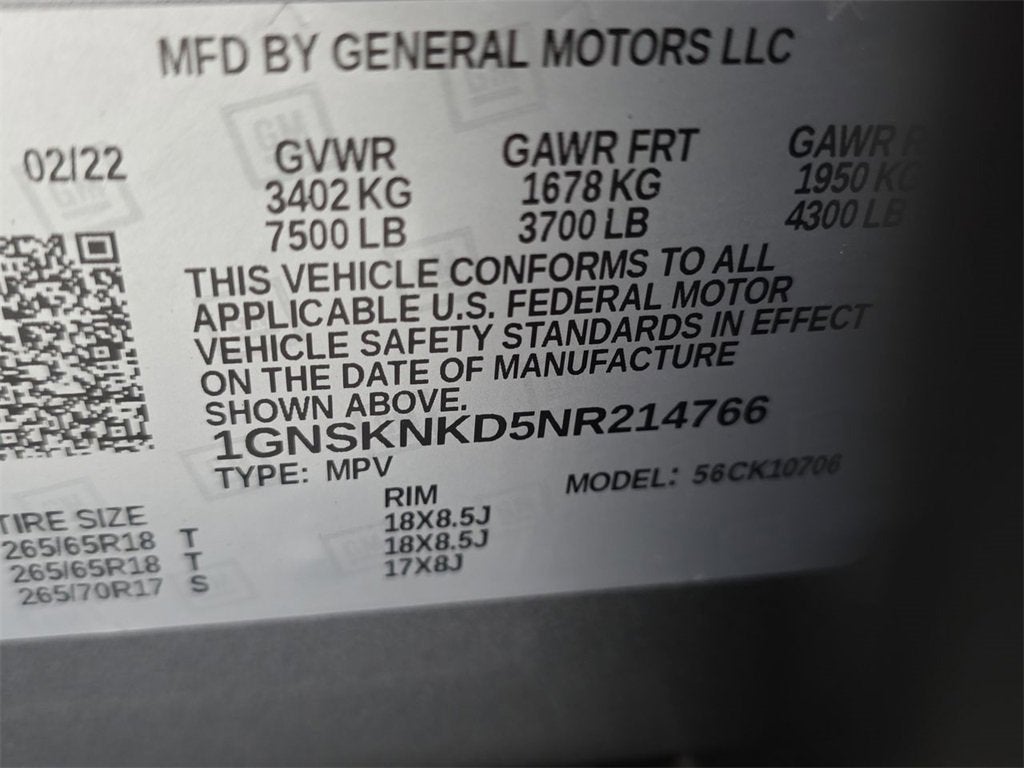 MFD BY GENERAL MOTORS LLC
02/22 GVWR GAWR FRT GAWR
3402 KG 1678 KG 1950 KG
7500 LB 3700 LB 4300 LB
THIS VEHICLE CONFORMS TO ALL
APPLICABLE U.S. FEDERAL MOTOR
VEHICLE SAFETY STANDARDS IN EFFECT
ON THE DATE OF MANUFACTURE
SHOWN ABOVE.
1GNSKNKD5NR214766
TYPE: MPV MODEL: 56CK10706
TIRE SIZE RIM
265/65R18 T 18X8.5J
265/65R18 T 18X8.5J
265/70R17 S 17X8J